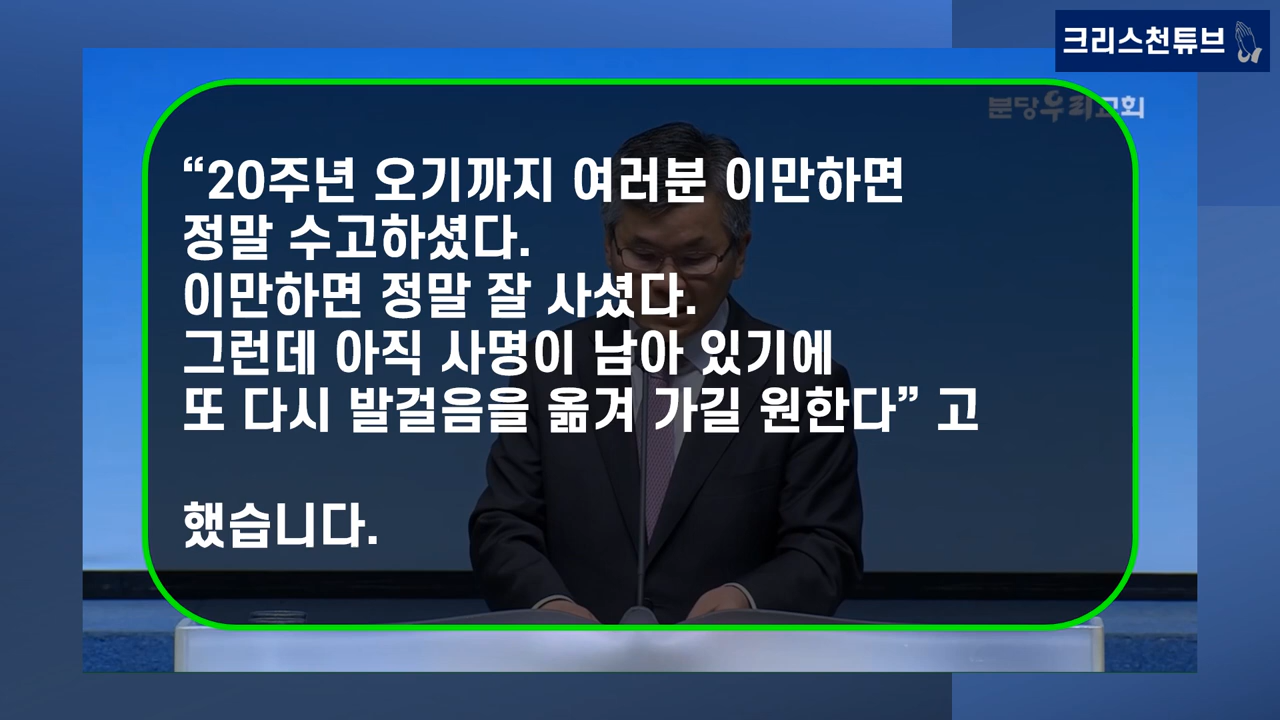 크리스천튜브
분당우리교회
“20주년 오기까지 여러분 이만하면
정말 수고하셨다.
이만하면 정말 잘 사셨다.
그런데 아직 사명이 남아 있기에
또 다시 발걸음을 옮겨 가길 원한다” 고
했습니다.